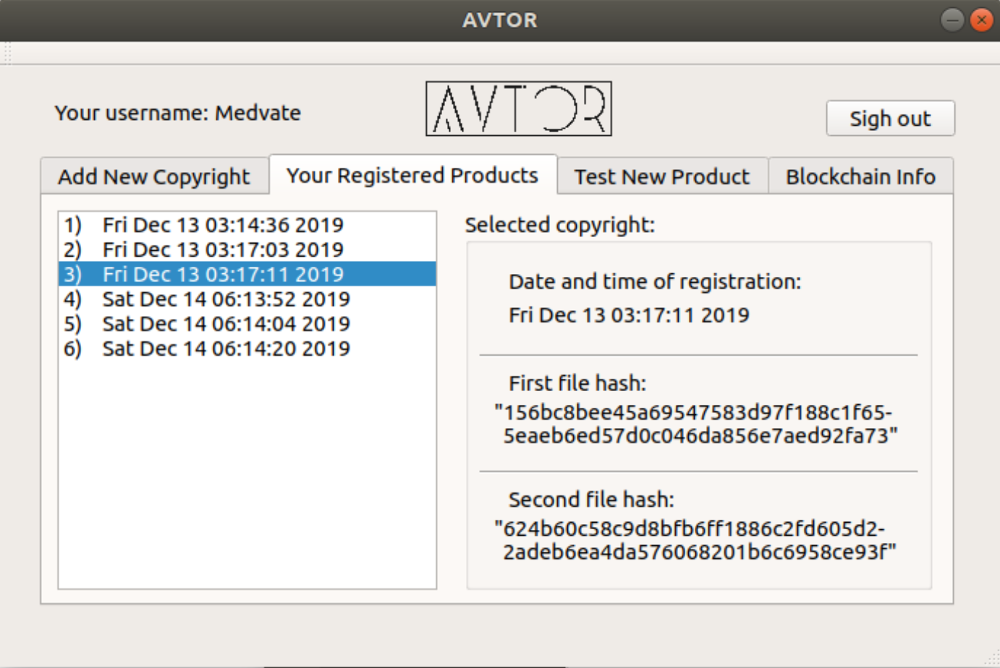 AVTOR
Your username: Medvate
AVTOR
Sigh out
Add New Copyright
Your Registered Products
Test New Product
Blockchain Info
1) Fri Dec 13 03:14:36 2019
2) Fri Dec 13 03:17:03 2019
3) Fri Dec 13 03:17:11 2019
4) Sat Dec 14 06:13:52 2019
5) Sat Dec 14 06:14:04 2019
6) Sat Dec 14 06:14:20 2019
Selected copyright:
Date and time of registration:
Fri Dec 13 03:17:11 2019
First file hash:
"156bc8bee45a69547583d97f188c1f65-
5eaeb6ed57d0c046da856e7aed92fa73"
Second file hash:
"624b60c58c9d8bfb6ff1886c2fd605d2-
2adeb6ea4da576068201b6c6958ce93f"